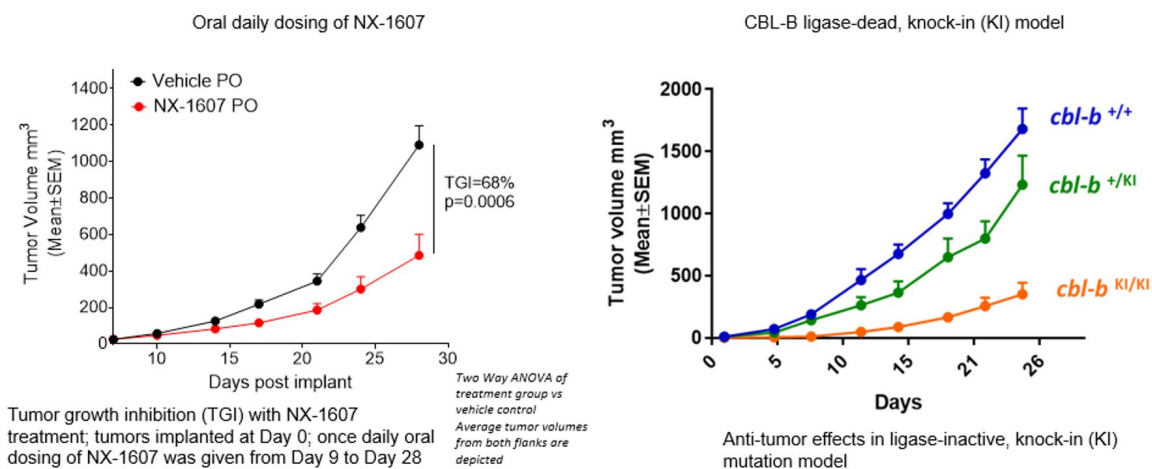 Oral daily dosing of NX-1607
Tumor Volume mm3
(Mean±SEM)
1400
1200
1000
800
600
400
200
0
Vehicle PO
NX-1607 PO
TGI=68%
p=0.0006
10 15 20 25 30
Days post implant
Two Way ANOVA of
treatment group vs
vehicle control
Average tumor volumes
from both flanks are
depicted
Tumor growth inhibition (TGI) with NX-1607
treatment; tumors implanted at Day 0; once daily oral
dosing of NX-1607 was given from Day 9 to Day 28
CBL-B ligase-dead, knock-in (KI) model
Tumor volume mm3
(Mean±SEM)
2000
1500
1000
500
0
cbl-b +/+
cbl-b +/KI
cbl-b KI/KI
0 5 10 15 21 26
Days
Anti-tumor effects in ligase-inactive, knock-in (KI)
mutation model